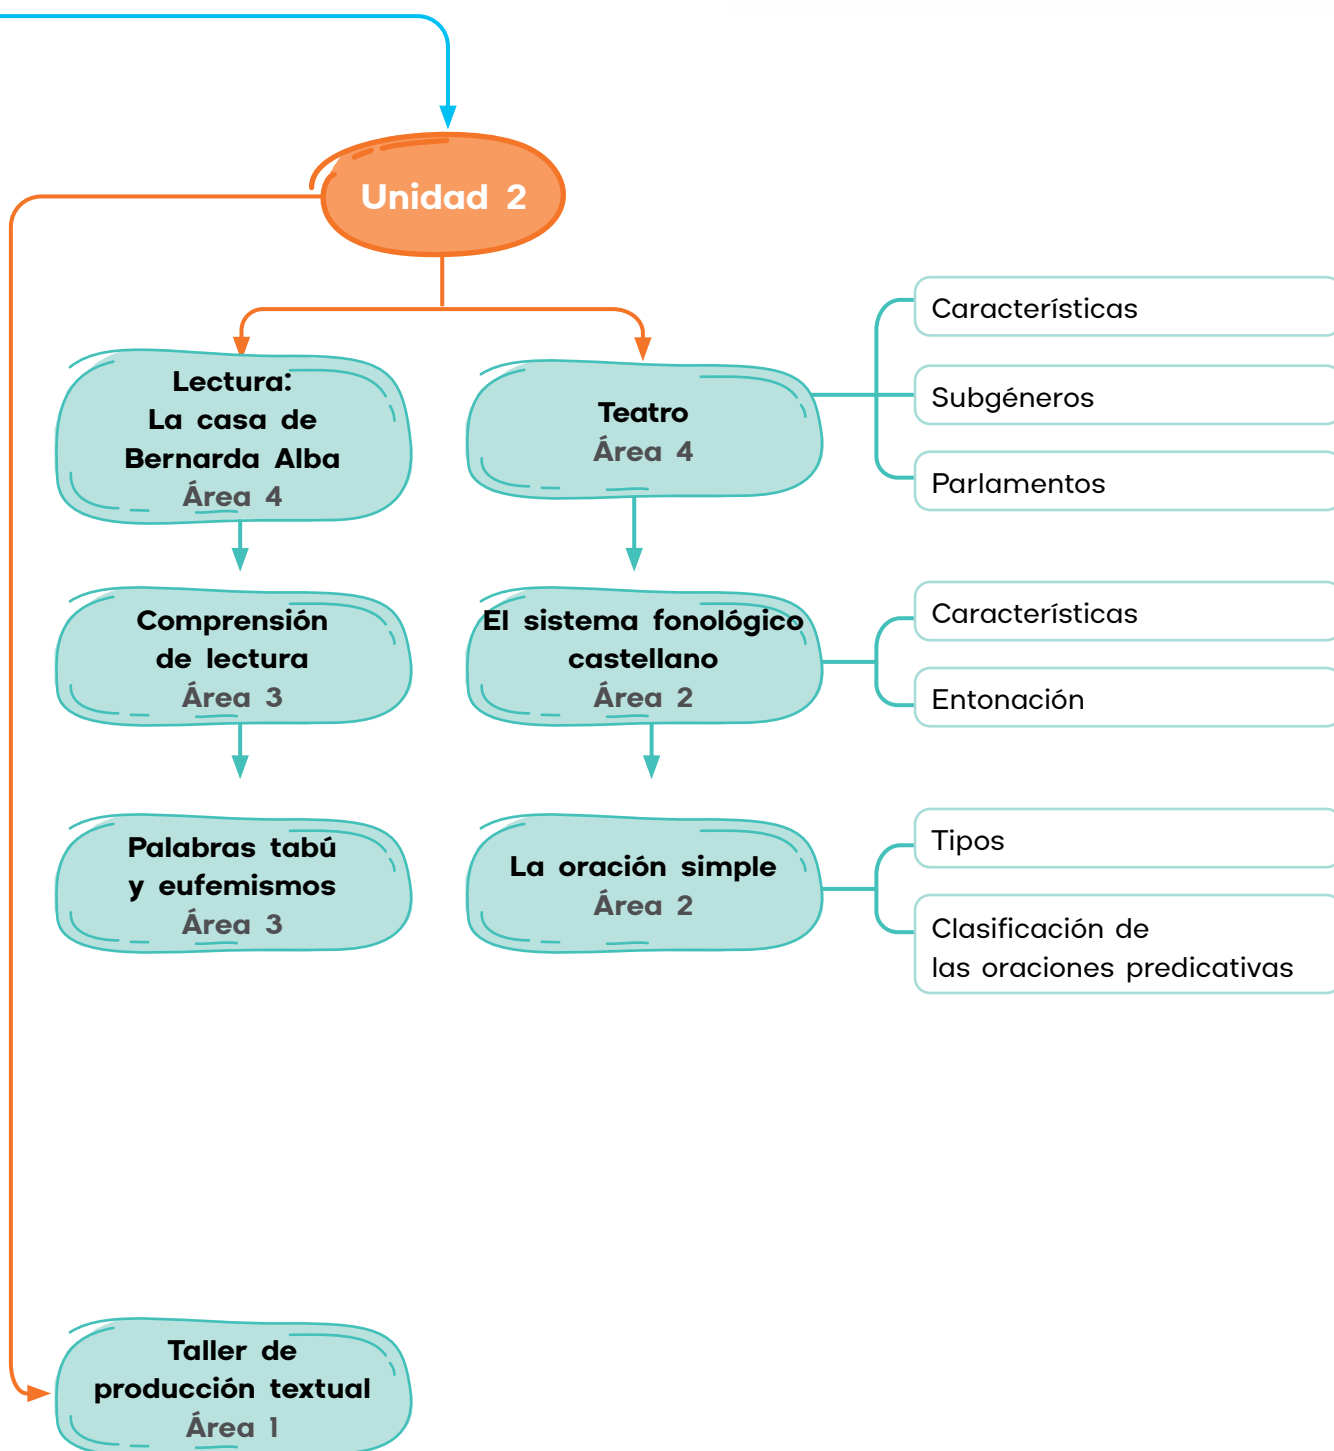 Unidad 2
Lectura:
La casa de
Bernarda Alba
Área 4
Teatro
Área 4
Características
Subgéneros
Parlamentos
Comprensión
de lectura
Área 3
El sistema fonológico
castellano
Área 2
Características
Entonación
Palabras tabú
y eufemismos
Área 3
La oración simple
Área 2
Tipos
Clasificación de
las oraciones predicativas
Taller de
producción textual
Área 1